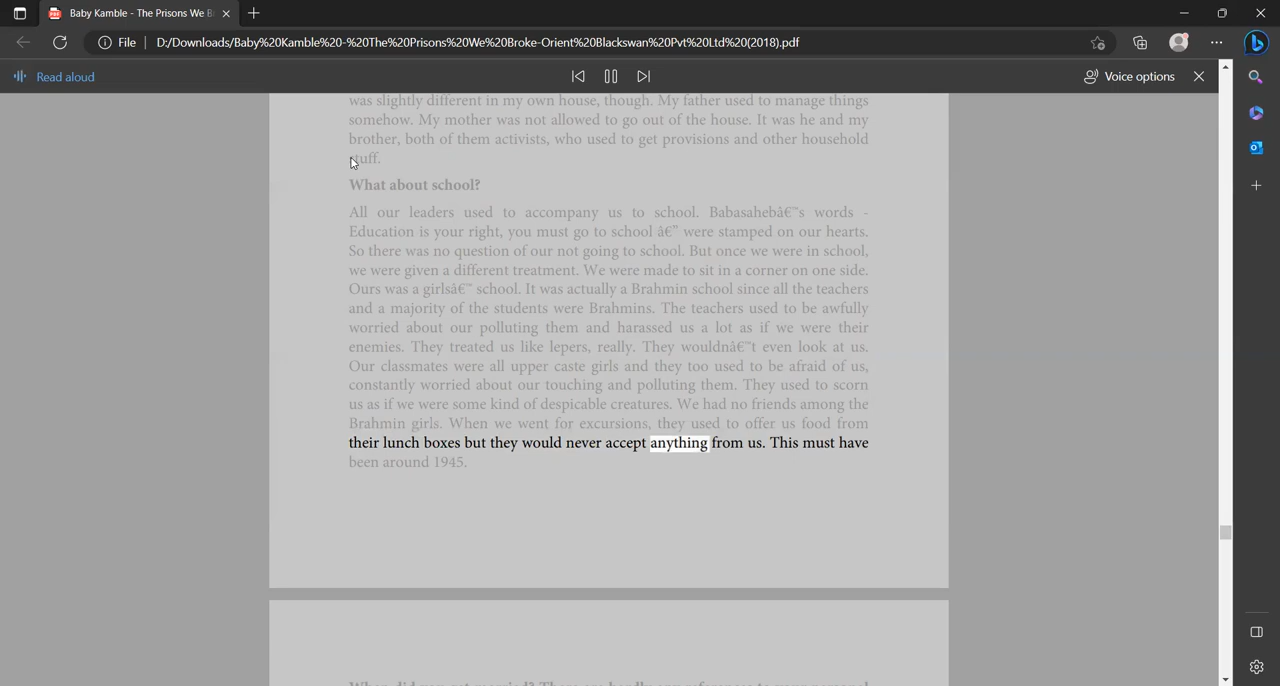 Baby Kamble - The Prisons We B
File
D:/Downloads/Baby%20Kamble%20-%20The%20Prisons%20We%20Broke-Orient%20Blackswan%20Pvt%20Ltd%20(2018).pdf
Read aloud
Voice options
was slightly different in my own house, though. My father used to manage things
somehow. My mother was not allowed to go out of the house. It was he and my
brother, both of them activists, who used to get provisions and other household
stuff.
What about school?
All our leaders used to accompany us to school. Babasahebâ€™s words -
Education is your right, you must go to school â€” were stamped on our hearts.
So there was no question of our not going to school. But once we were in school,
we were given a different treatment. We were made to sit in a corner on one side.
Ours was a girlsâ€™ school. It was actually a Brahmin school since all the teachers
and a majority of the students were Brahmins. The teachers used to be awfully
worried about our polluting them and harassed us a lot as if we were their
enemies. They treated us like lepers, really. They wouldnâ€™t even look at us.
Our classmates were all upper caste girls and they too used to be afraid of us,
constantly worried about our touching and polluting them. They used to scorn
us as if we were some kind of despicable creatures. We had no friends among the
Brahmin girls. When we went for excursions, they used to offer us food from
their lunch boxes but they would never accept anything from us. This must have
been around 1945.